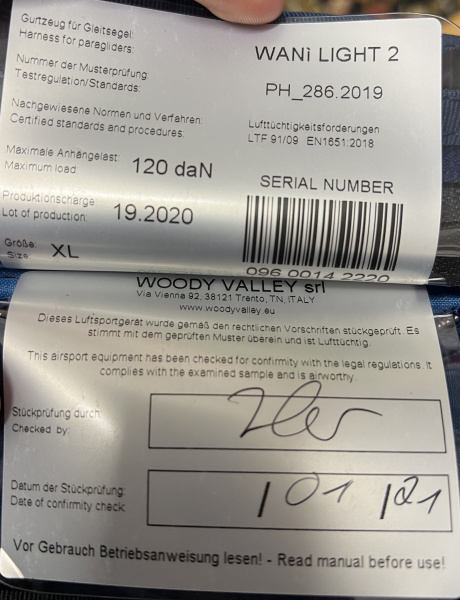 Gurtzeug für Gleitsegel:
Harness for paragliders:
WANi LIGHT 2
Nummer der Musterprüfung:
Testregulation/Standards:
PH_286.2019
Nachgewiesene Normen und Verfahren:
Certified standards and procedures:
Lufttüchtigkeitsforderungen
LTF 91/09 EN1651:2018
Maximale Anhängelast:
Maximum load:
120 daN
SERIAL NUMBER
Produktionscharge
Lot of production:
19.2020
Größe:
Size:
XL
096 0014 2220
WOODY VALLEY srl
Via Vienna 92, 38121 Trento, TN, ITALY
www.woodyvalley.eu
Dieses Luftsportgerät wurde gemäß den rechtlichen Vorschriften stückgeprüft. Es
stimmt mit dem geprüften Muster überein und ist Lufttüchtig.
This airsport equipment has been checked for confirmity with the legal regulations. It
complies with the examined sample and is airworthy.
Stückprüfung durch:
Checked by:
Datum der Stückprüfung:
Date of confirmity check:
/ 01 /21
Vor Gebrauch Betriebsanweisung lesen! - Read manual before use!